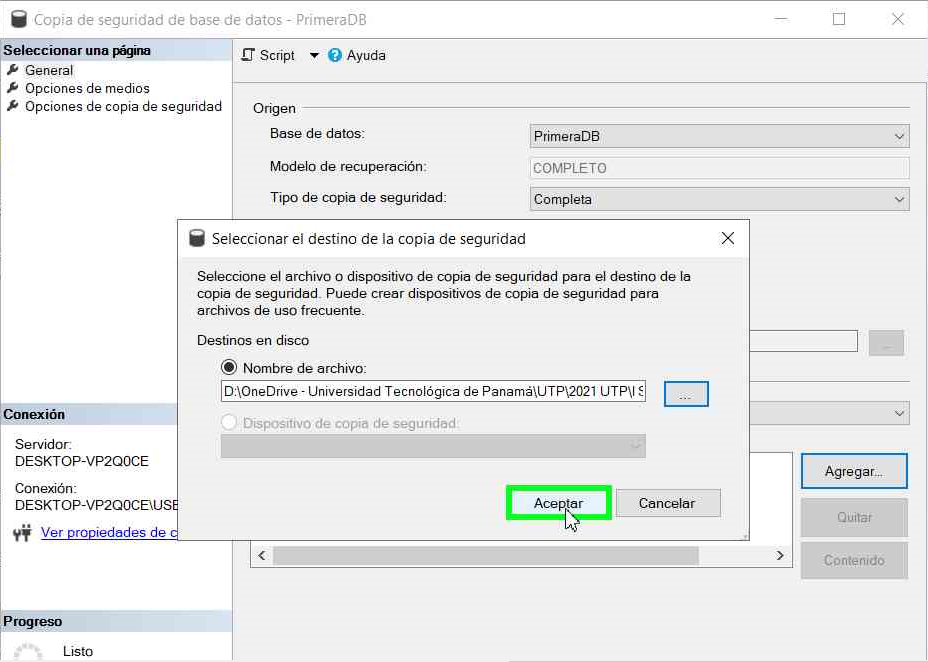 Copia de seguridad de base de datos - PrimeraDB
Seleccionar una página
General
Opciones de medios
Opciones de copia de seguridad
Script
Ayuda
Origen
Base de datos:
PrimeraDB
Modelo de recuperación:
COMPLETO
Tipo de copia de seguridad:
Completa
Seleccionar el destino de la copia de seguridad
Seleccione el archivo o dispositivo de copia de seguridad para el destino de la
copia de seguridad. Puede crear dispositivos de copia de seguridad para
archivos de uso frecuente.
Destinos en disco
Nombre de archivo:
D:\OneDrive - Universidad Tecnológica de Panamá\UTP\2021 UTP\I S
...
Dispositivo de copia de seguridad:
Aceptar
Cancelar
...
Agregar...
Quitar
Contenido
Conexión
Servidor:
DESKTOP-VP2Q0CE
Conexión:
DESKTOP-VP2Q0CE\USE
Ver propiedades de c
Progreso
Listo